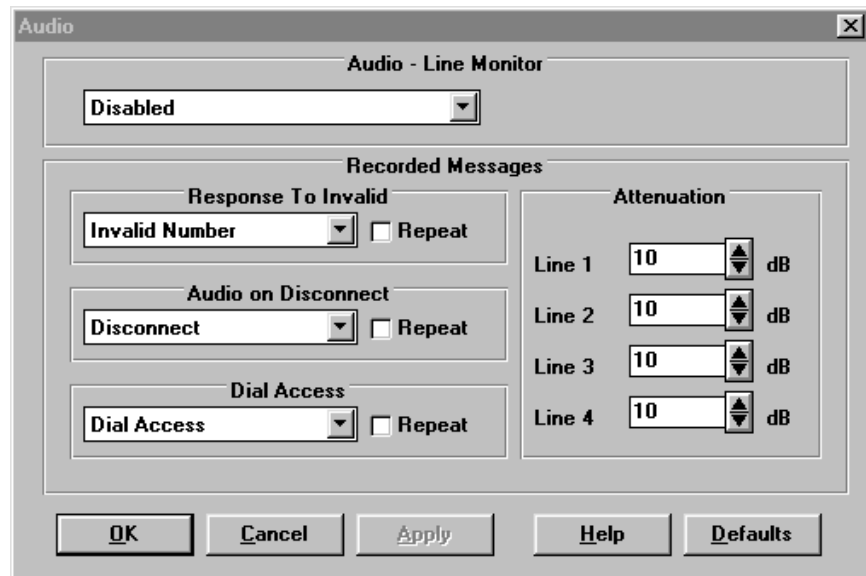 Audio
Audio - Line Monitor
Disabled
Recorded Messages
Response To Invalid
Invalid Number
Repeat
Audio on Disconnect
Disconnect
Repeat
Dial Access
Dial Access
Repeat
Attenuation
Line 1 10 dB
Line 2 10 dB
Line 3 10 dB
Line 4 10 dB
OK Cancel Apply Help Defaults